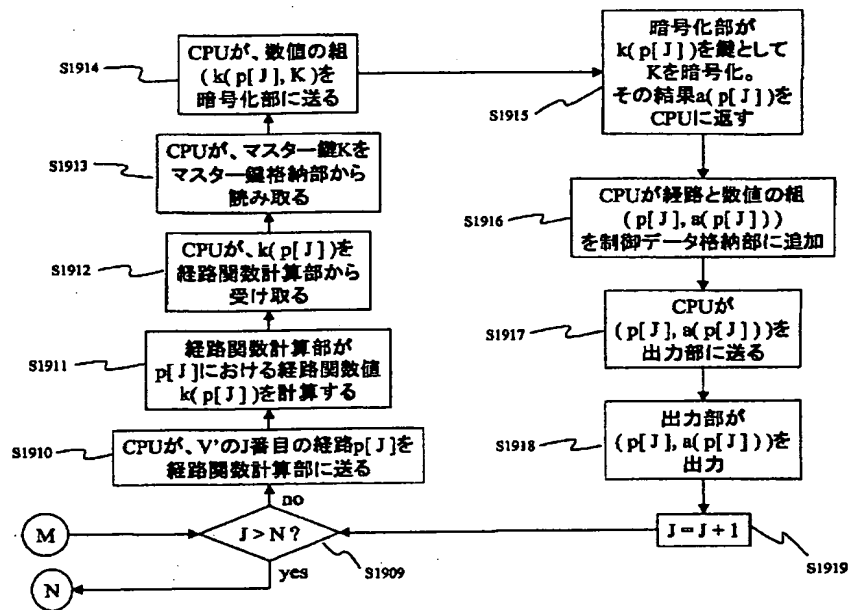 S1914
CPUが、数値の組
(k(p[J],K)を
暗号化部に送る
S1913
CPUが、マスター鍵Kを
マスター鍵格納部から
読み取る
S1912
CPUが、k(p[J])を
経路関数計算部から
受け取る
S1911
経路関数計算部が
p[J]における経路関数値
k(p[J])を計算する
S1910
CPUが、V'のJ番目の経路p[J]を
経路関数計算部に送る
no
M
J>N?
S1909
yes
N
暗号化部が
k(p[J])を鍵として
Kを暗号化。
その結果a(p[J])を
CPUに返す
S1915
CPUが経路と数値の組
(p[J],a(p[J]))
を制御データ格納部に追加
S1916
CPUが
(p[J],a(p[J]))を
出力部に送る
S1917
出力部が
(p[J],a(p[J]))を
出力
S1918
J=J+1
S1919